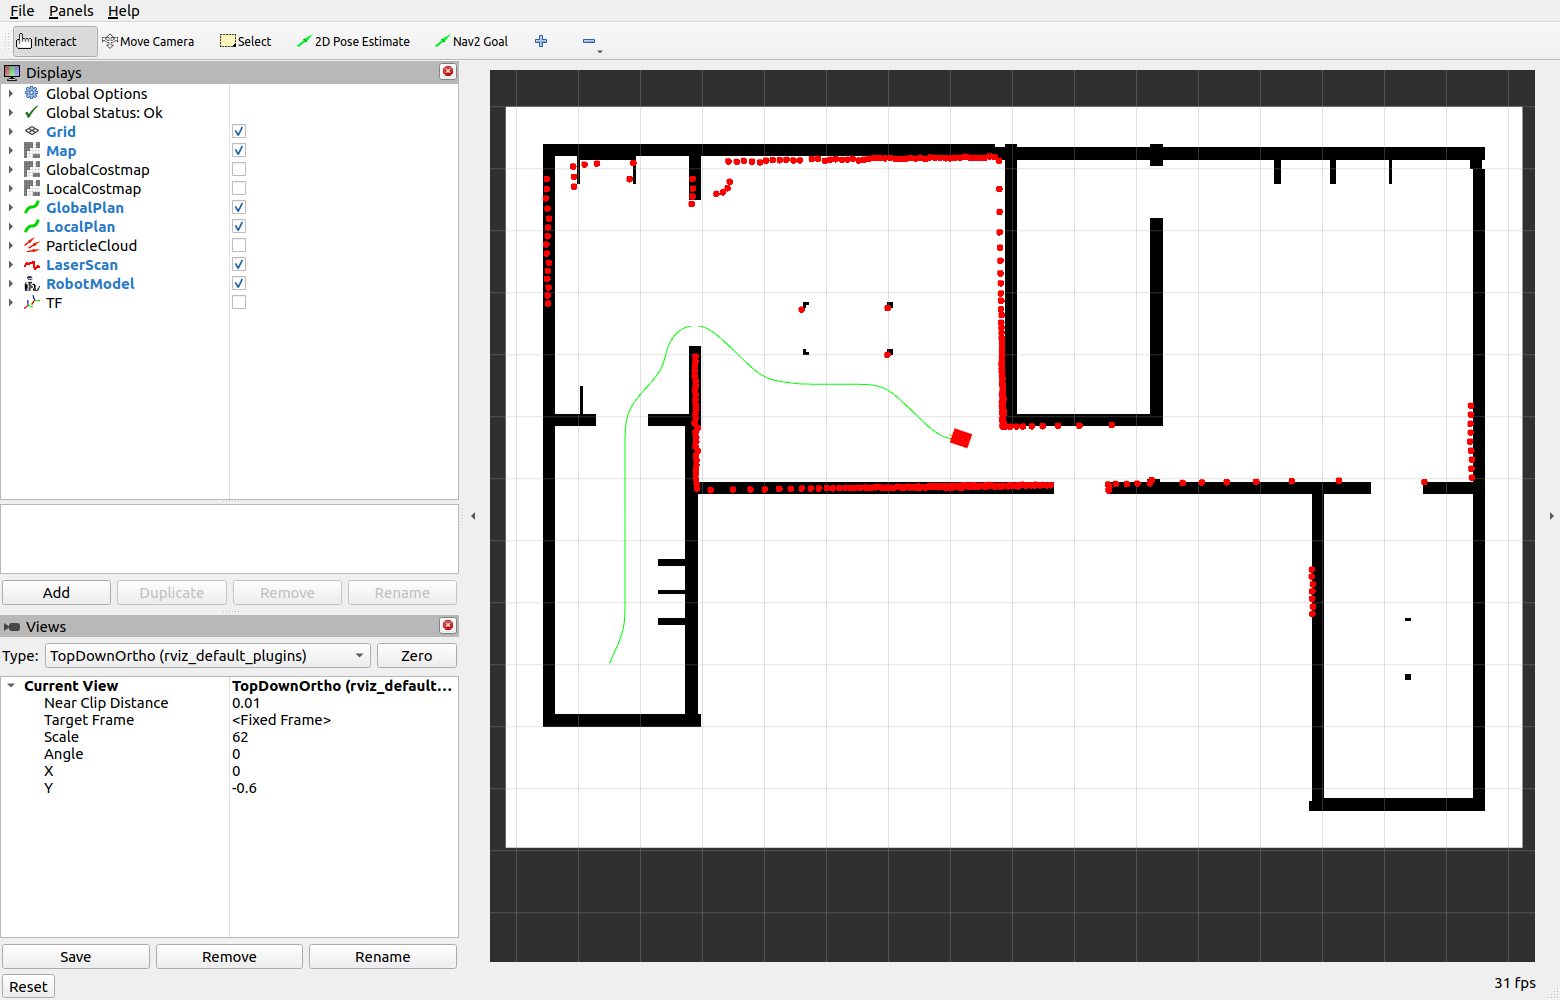 File Panels Help
Interact Move Camera Select 2D Pose Estimate Nav2 Goal
Displays
Global Options
Global Status: Ok
Grid
Map
GlobalCostmap
LocalCostmap
GlobalPlan
LocalPlan
ParticleCloud
LaserScan
RobotModel
TF
Add Duplicate Remove Rename
Views
Type: TopDownOrtho (rviz_default_plugins) Zero
Current View TopDownOrtho (rviz_default...
Near Clip Distance 0.01
Target Frame <Fixed Frame>
Scale 62
Angle 0
X 0
Y -0.6
Save Remove Rename
Reset
31 fps